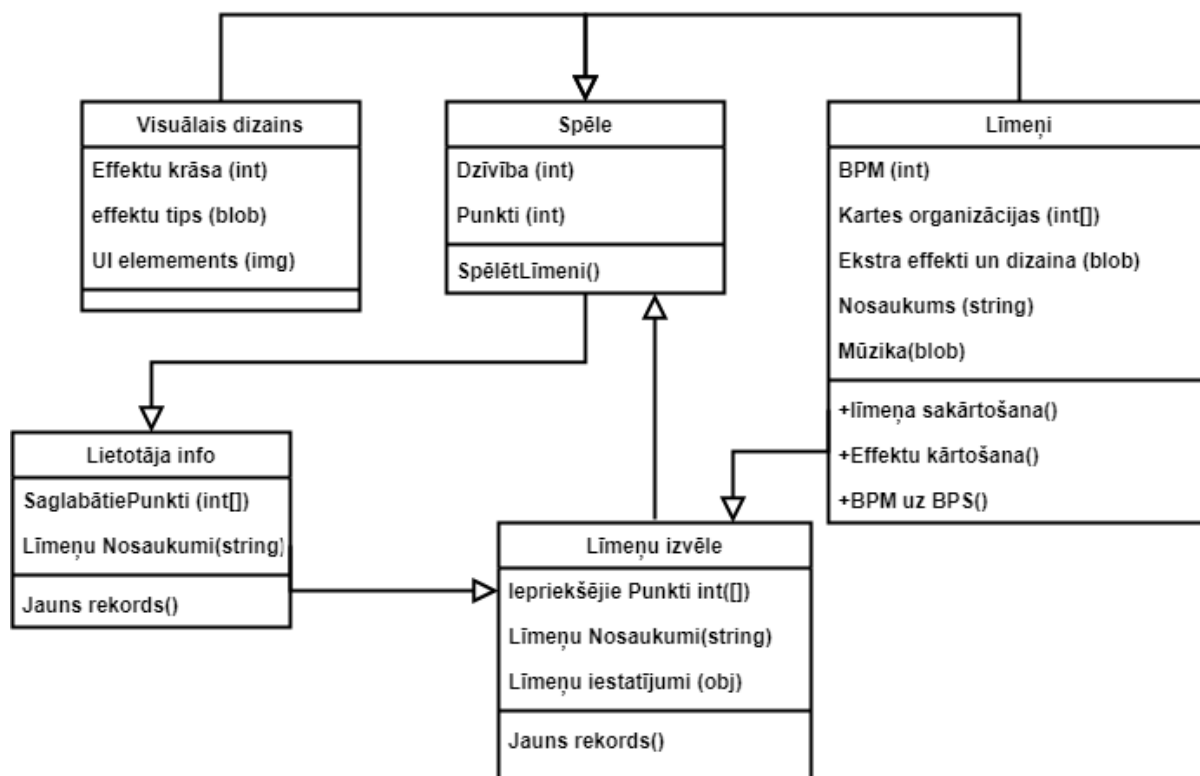 Visuālais dizains
Effektu krāsa (int)
effektu tips (blob)
UI elemements (img)
Spēle
Dzīvība (int)
Punkti (int)
SpēlētLīmeni()
Līmeņi
BPM (int)
Kartes organizācijas (int[])
Ekstra effekti un dizaina (blob)
Nosaukums (string)
Mūzika(blob)
+līmeņa sakārtošana()
+Effektu kārtošana()
+BPM uz BPS()
Lietotāja info
SaglabātiePunkti (int[])
Līmeņu Nosaukumi(string)
Jauns rekords()
Līmeņu izvēle
Iepriekšējie Punkti int([])
Līmeņu Nosaukumi(string)
Līmeņu iestatījumi (obj)
Jauns rekords()